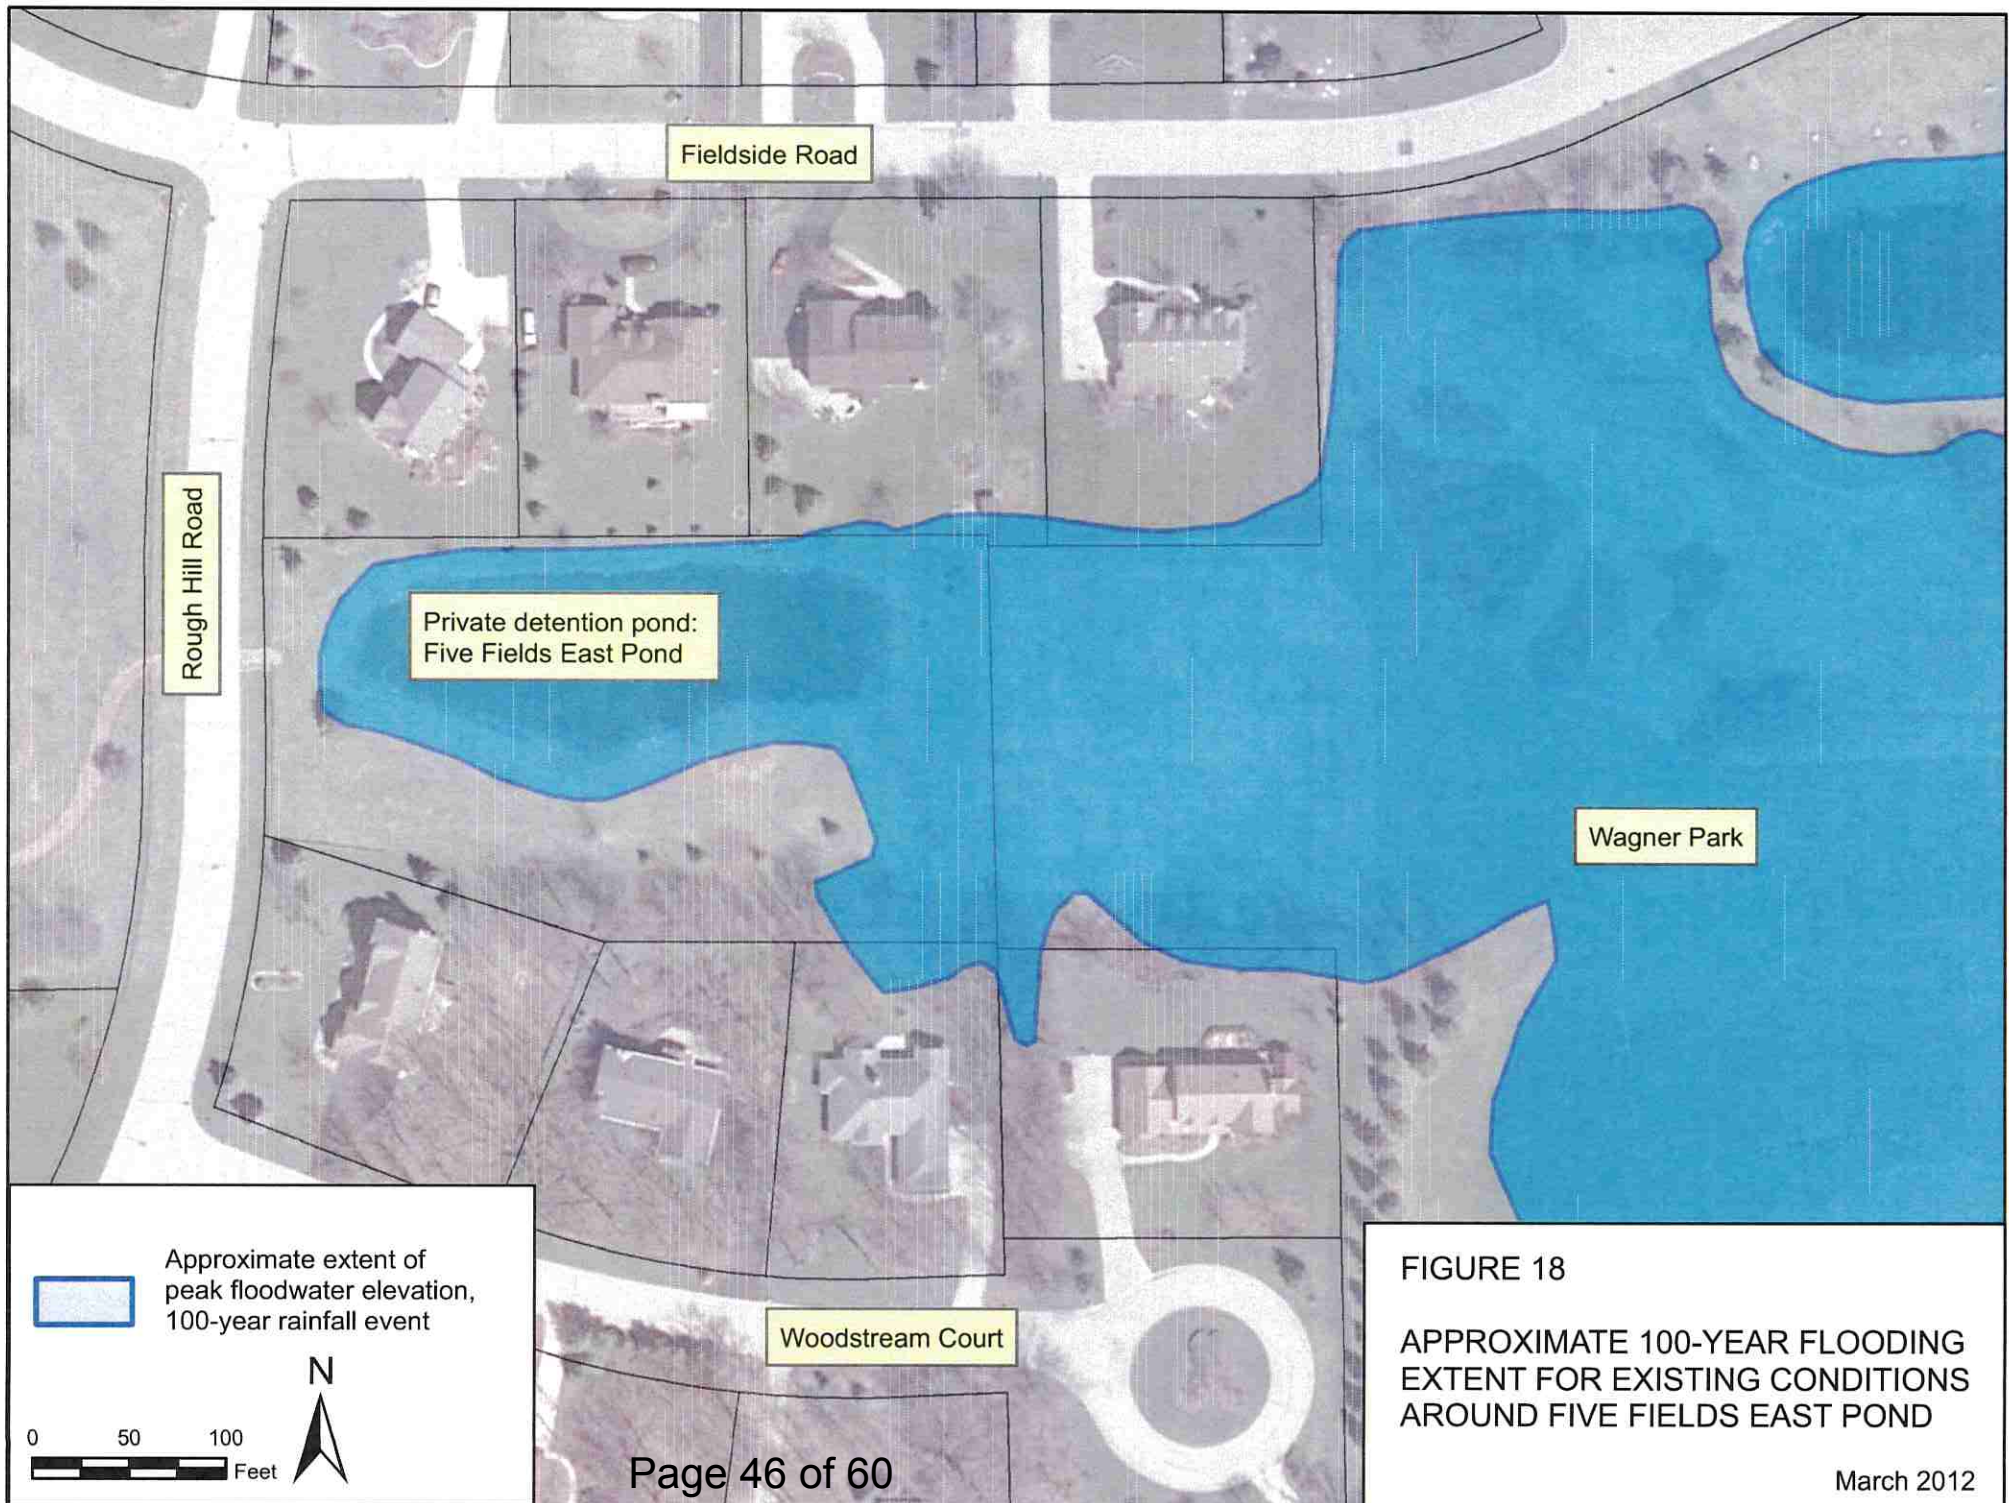 Fieldside Road
Rough Hill Road
Private detention pond:
Five Fields East Pond
Wagner Park
Woodstream Court
Approximate extent of
peak floodwater elevation,
100-year rainfall event
N
0 50 100
Feet
FIGURE 18
APPROXIMATE 100-YEAR FLOODING
EXTENT FOR EXISTING CONDITIONS
AROUND FIVE FIELDS EAST POND
March 2012
Page 46 of 60